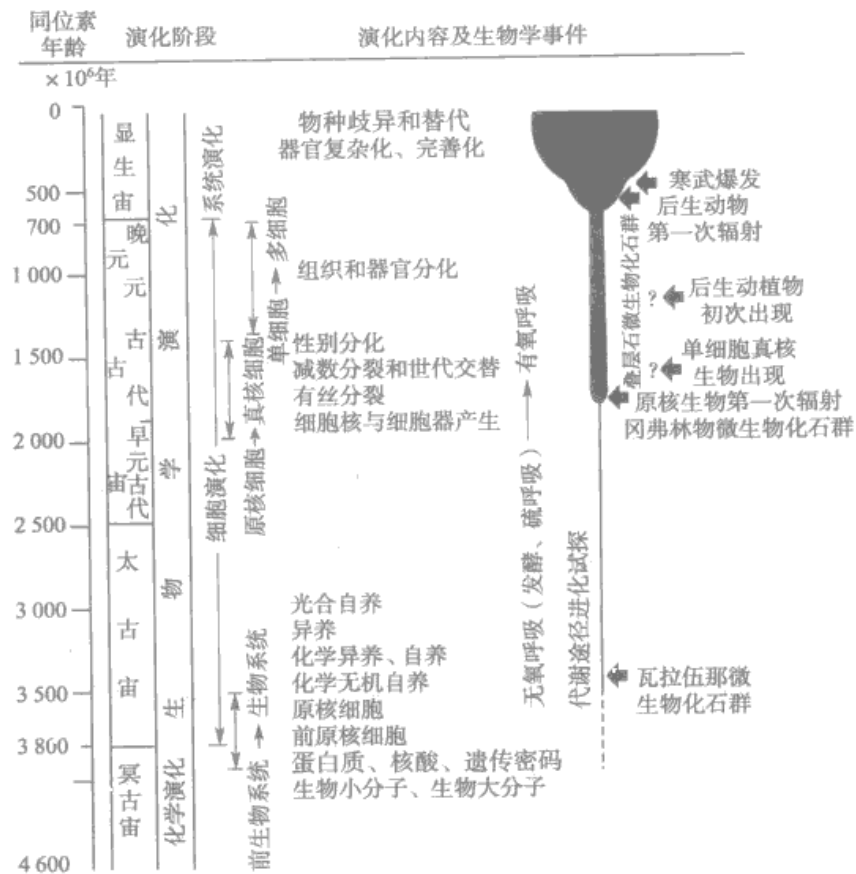 同位素
年龄
演化阶段
演化内容及生物学事件
×10⁶年
0
500
700
1 000
1 500
2 000
2 500
3 000
3 500
3 860
4 600
显生宙
元古宙
晚元古代
早元古代
太古宙
冥古宙
生物学演化
化学演化
系统演化
细胞演化
单细胞→多细胞
原核细胞→真核细胞
前生物系统→生物系统
物种歧异和替代
器官复杂化、完善化
组织和器官分化
性别分化
减数分裂和世代交替
有丝分裂
细胞核与细胞器产生
光合自养
异养
化学异养、自养
化学无机自养
原核细胞
前原核细胞
蛋白质、核酸、遗传密码
生物小分子、生物大分子
无氧呼吸(发酵、硫呼吸)→有氧呼吸
代谢途径进化试探
叠层石微生物化石群
寒武爆发
后生动物
第一次辐射
? 后生动植物
初次出现
? 单细胞真核
生物出现
原核生物第一次辐射
冈弗林物微生物化石群
瓦拉伍那微
生物化石群